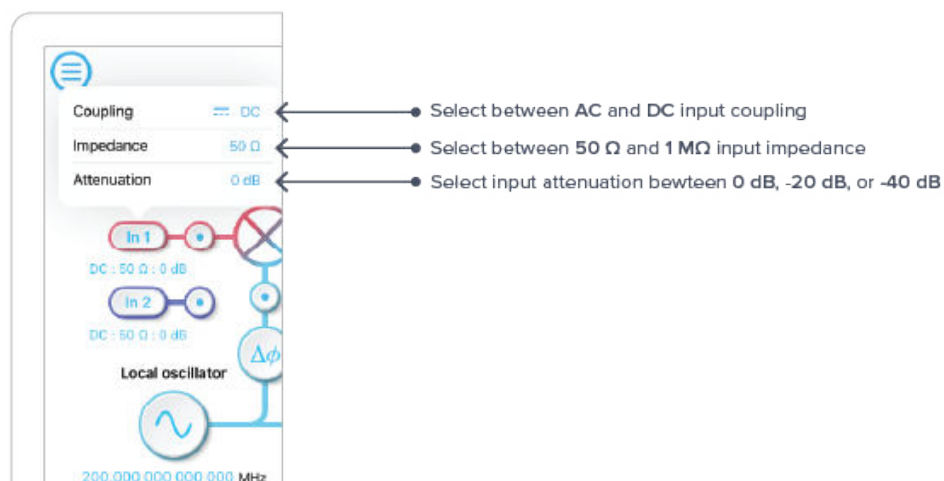 Coupling DC
Select between AC and DC input coupling
Impedance 50 Ω
Select between 50 Ω and 1 MΩ input impedance
Attenuation 0 dB
Select input attenuation bewteen 0 dB, -20 dB, or -40 dB
In 1
DC : 50 Ω : 0 dB
In 2
DC : 50 Ω : 0 dB
Δϕ
Local oscillator
200.000 000 000 000 MHz